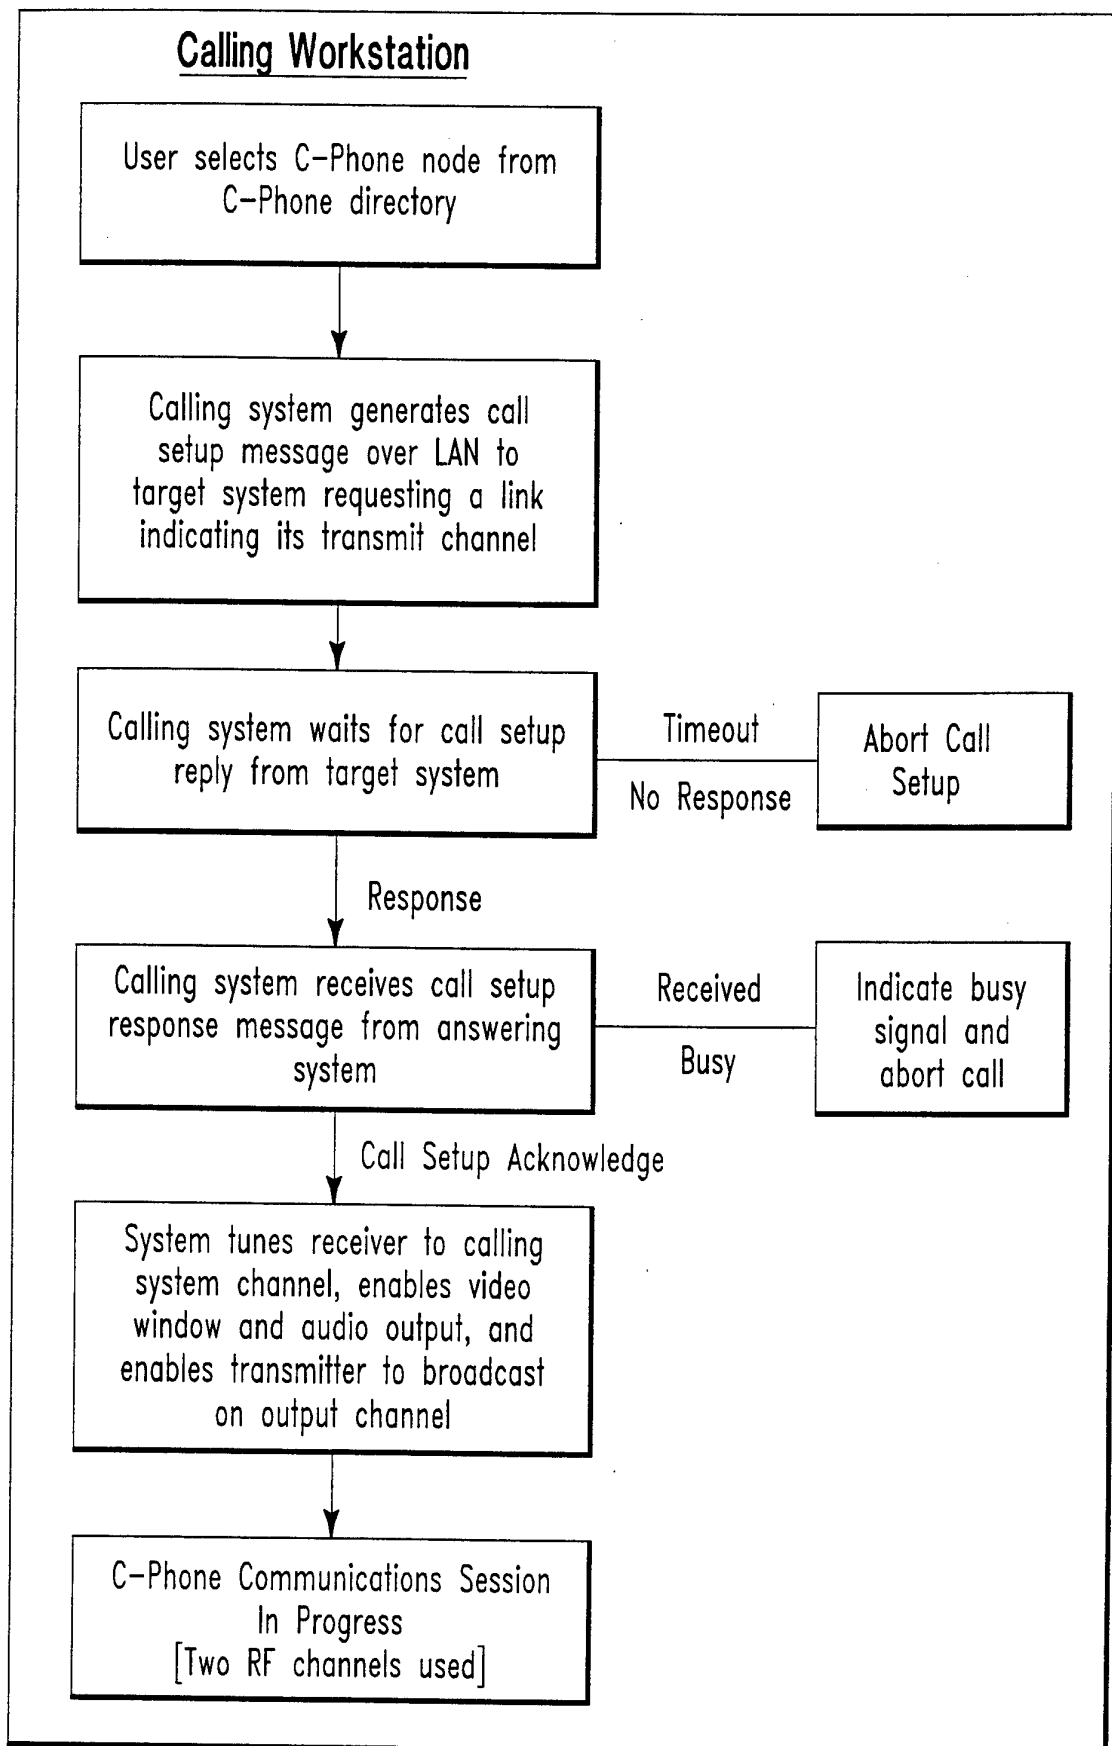 Calling Workstation
User selects C-Phone node from
C-Phone directory
Calling system generates call
setup message over LAN to
target system requesting a link
indicating its transmit channel
Calling system waits for call setup
reply from target system
Timeout
No Response
Abort Call
Setup
Response
Calling system receives call setup
response message from answering
system
Received
Busy
Indicate busy
signal and
abort call
Call Setup Acknowledge
System tunes receiver to calling
system channel, enables video
window and audio output, and
enables transmitter to broadcast
on output channel
C-Phone Communications Session
In Progress
[Two RF channels used]